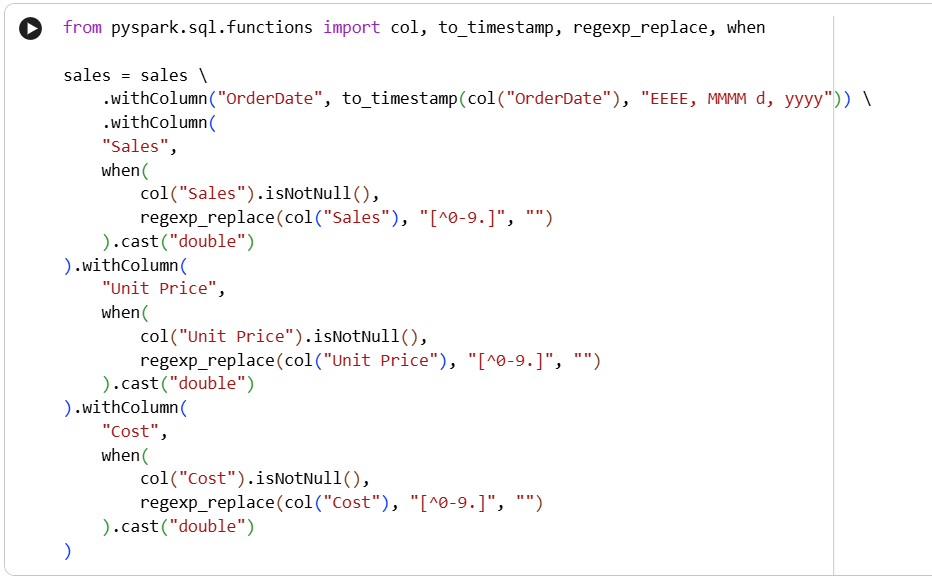 from pyspark.sql.functions import col, to_timestamp, regexp_replace, when

sales = sales \
    .withColumn("OrderDate", to_timestamp(col("OrderDate"), "EEEE, MMMM d, yyyy")) \
    .withColumn(
    "Sales",
    when(
        col("Sales").isNotNull(),
        regexp_replace(col("Sales"), "[^0-9.]", "")
    ).cast("double")
).withColumn(
    "Unit Price",
    when(
        col("Unit Price").isNotNull(),
        regexp_replace(col("Unit Price"), "[^0-9.]", "")
    ).cast("double")
).withColumn(
    "Cost",
    when(
        col("Cost").isNotNull(),
        regexp_replace(col("Cost"), "[^0-9.]", "")
    ).cast("double")
)